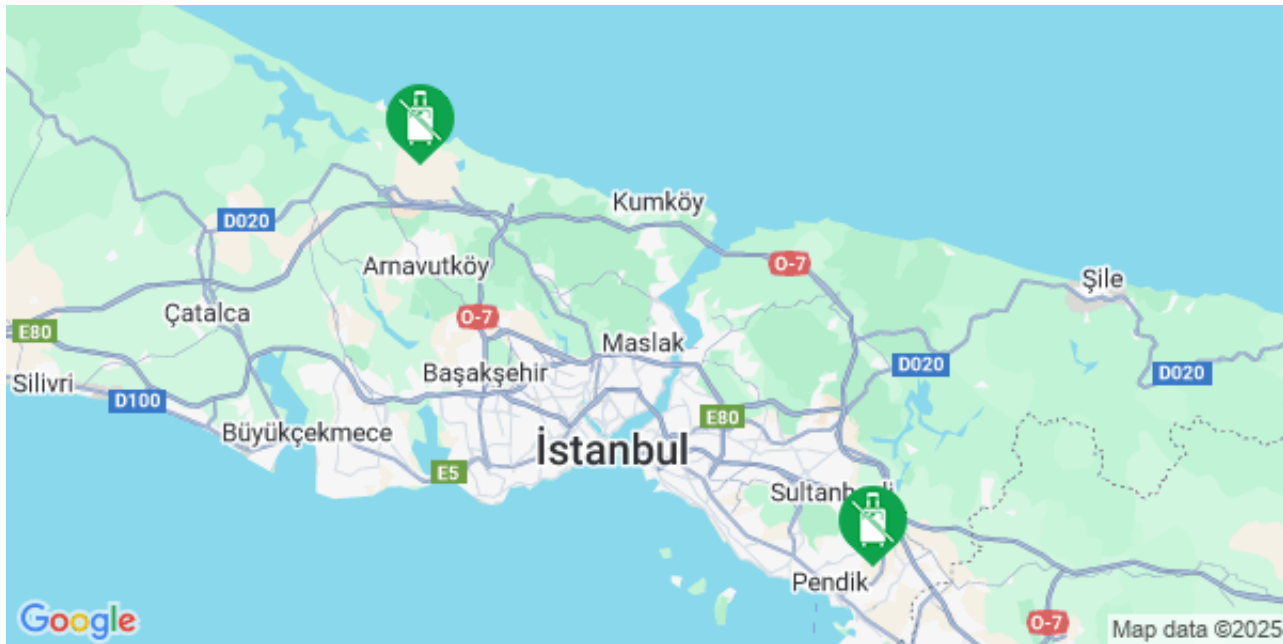 Kumköy
D020
O-7
Arnavutköy
Şile
Çatalca
O-7
E80
Maslak
D020
Başakşehir
D020
Silivri
D100
E80
Büyükçekmece
İstanbul
E5
Pendik
Google
O-7
Map data ©2025